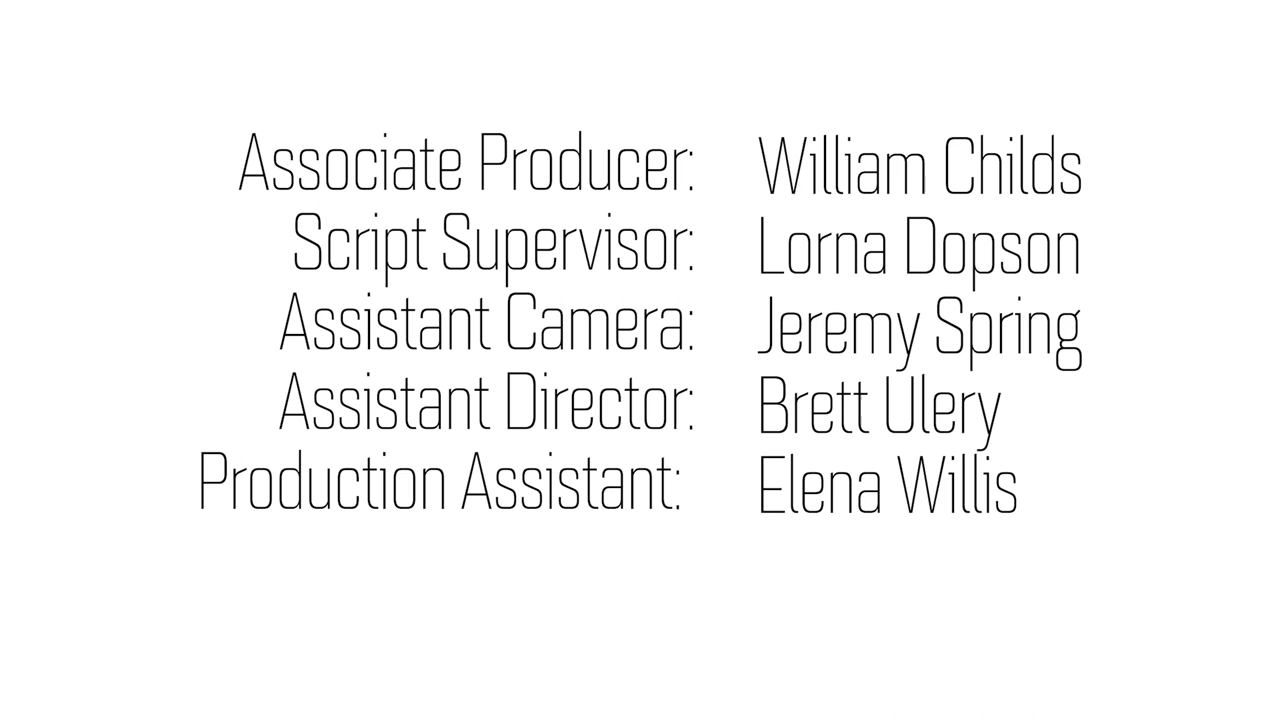 Associate Producer: William Childs
Script Supervisor: Lorna Dopson
Assistant Camera: Jeremy Spring
Assistant Director: Brett Ulery
Production Assistant: Elena Willis